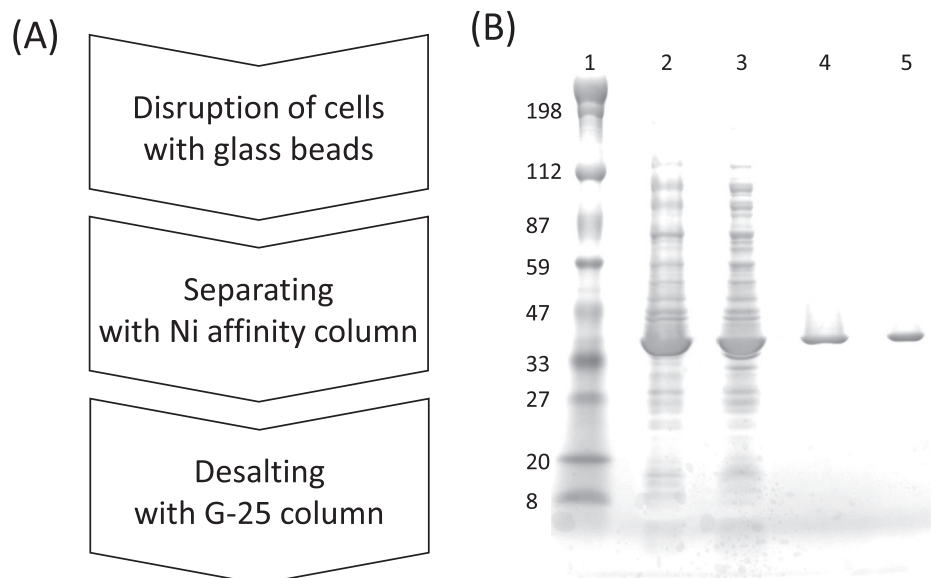 (A)
Disruption of cells
with glass beads
Separating
with Ni affinity column
Desalting
with G-25 column
(B)
1 2 3 4 5
198
112
87
59
47
33
27
20
8